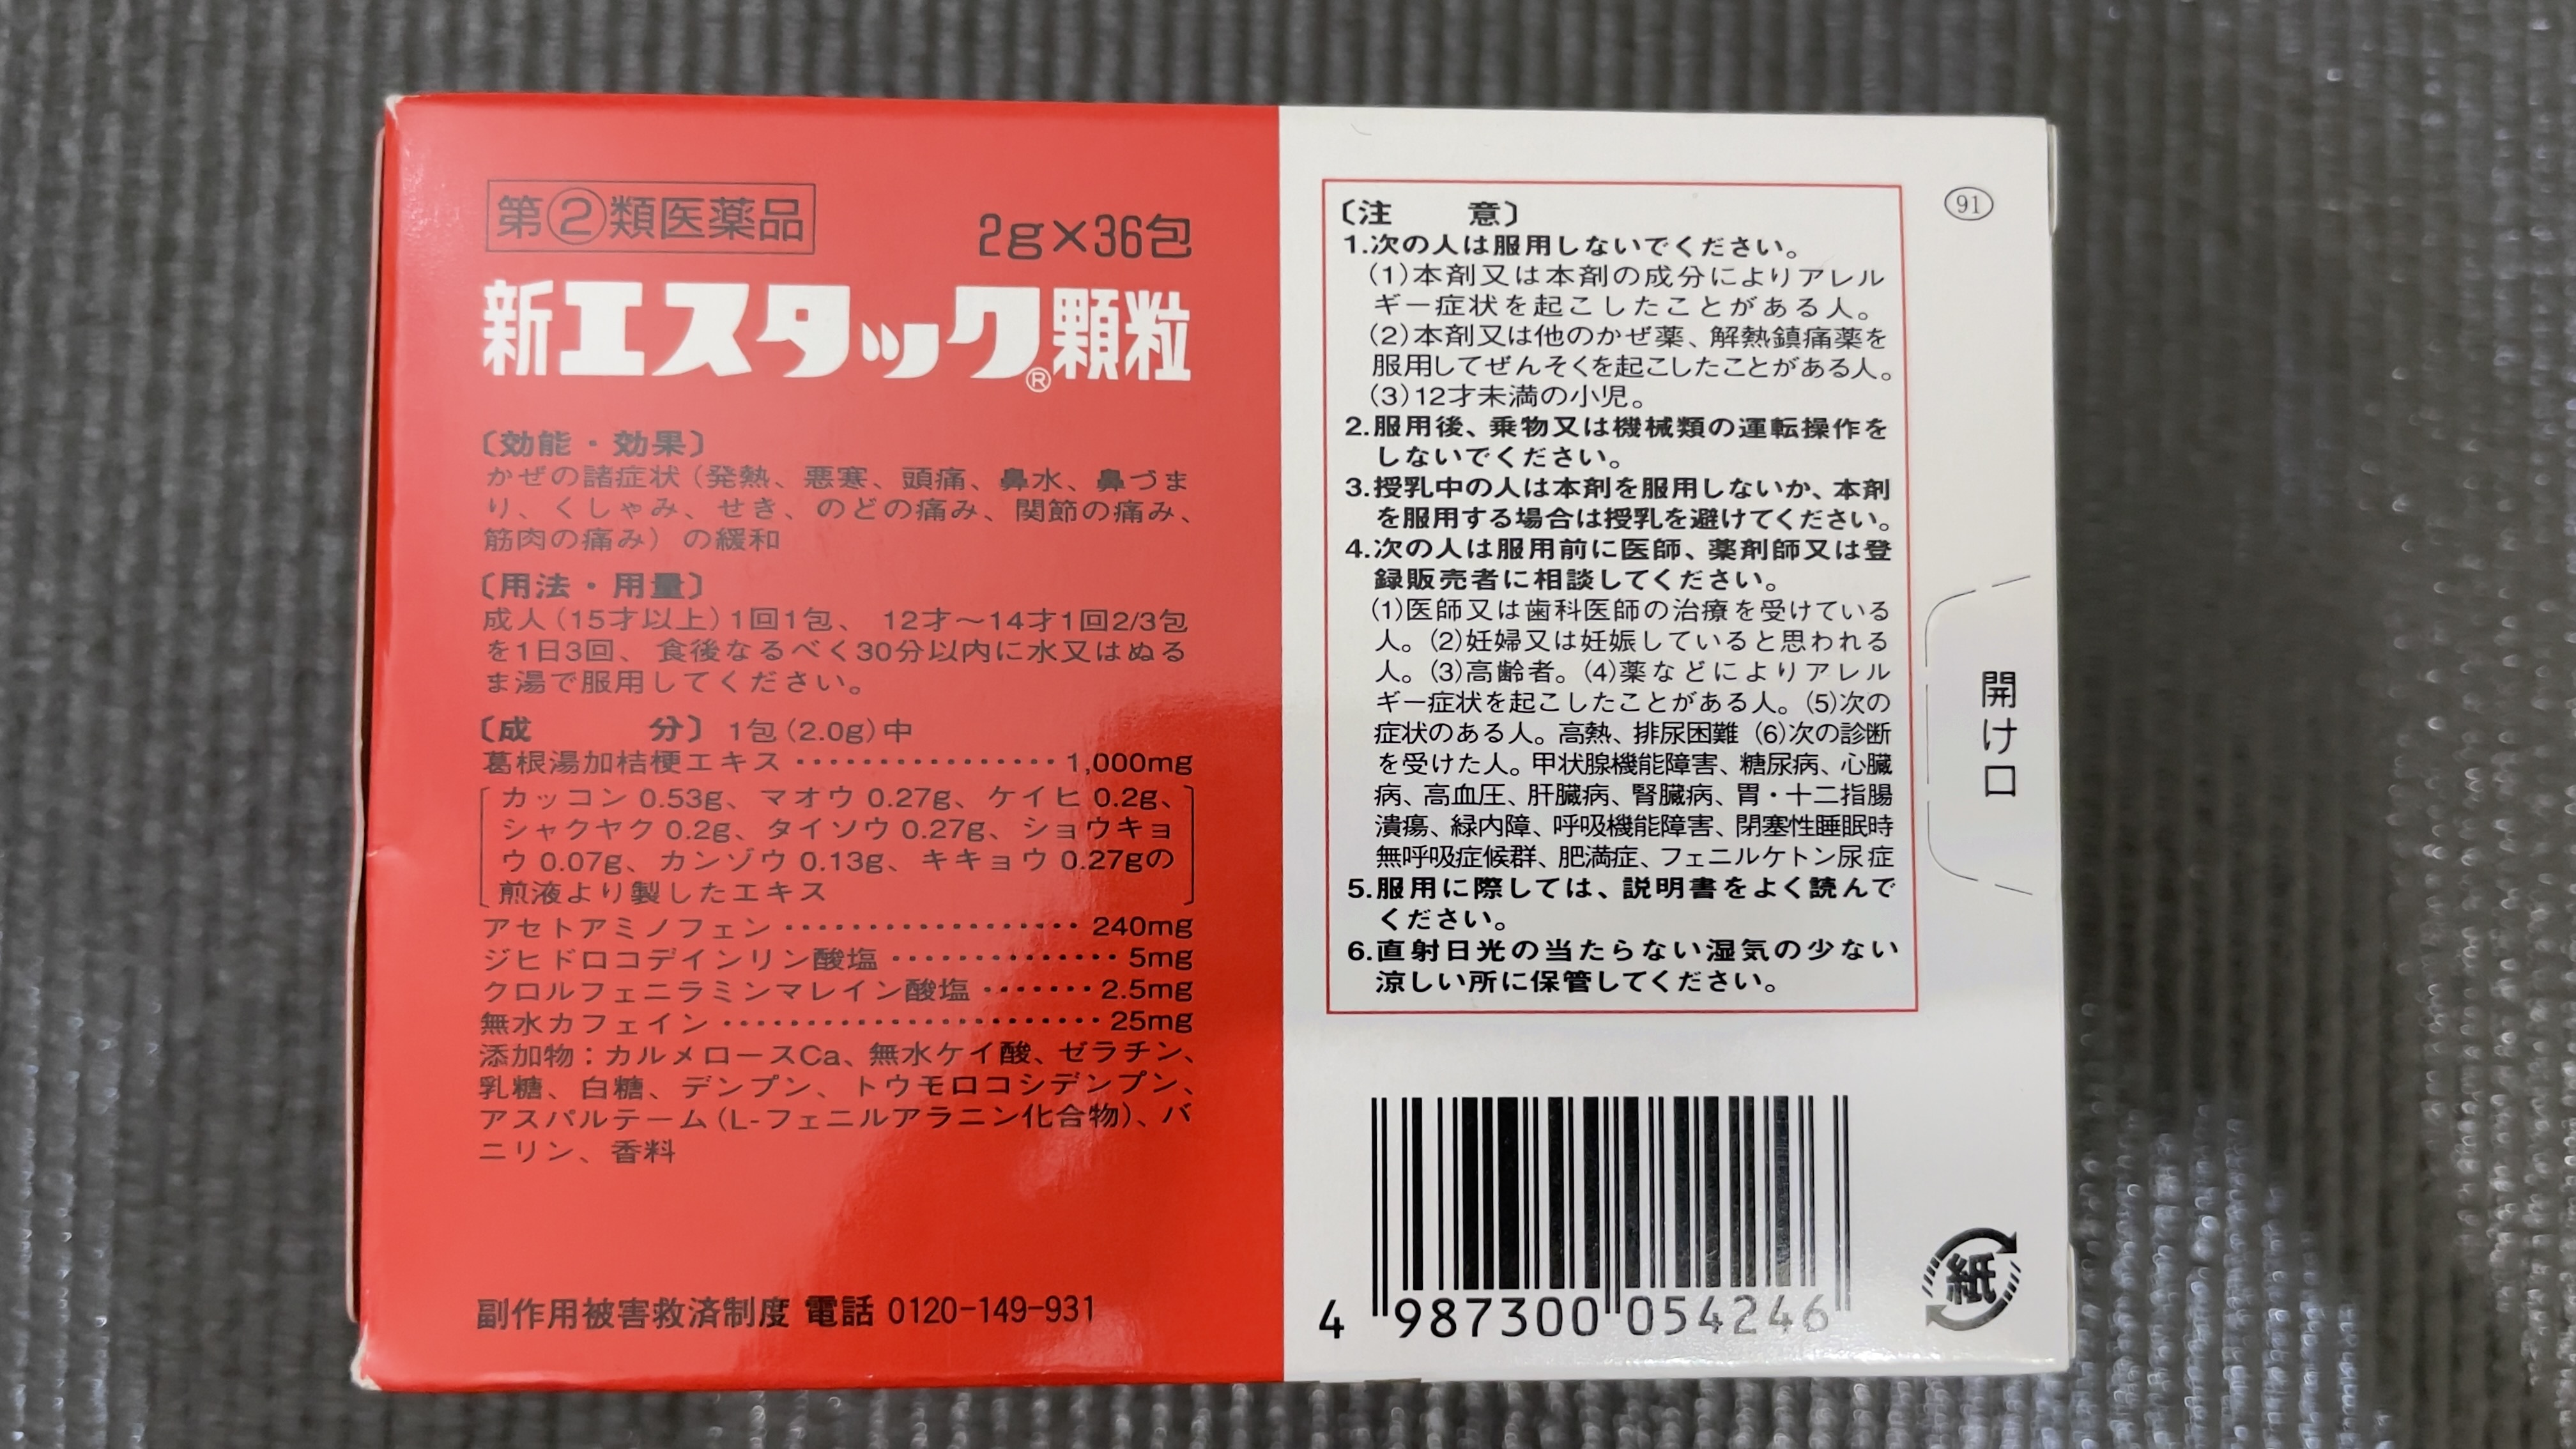 第②類医薬品
2g×36包
新エスタック®顆粒
〔効能・効果〕
かぜの諸症状(発熱、悪寒、頭痛、鼻水、鼻づま
り、くしゃみ、せき、のどの痛み、関節の痛み、
筋肉の痛み)の緩和
〔用法・用量〕
成人(15才以上)1回1包、12才〜14才1回2/3包
を1日3回、食後なるべく30分以内に水又はぬる
ま湯で服用してください。
〔成　　　分〕1包(2.0g)中
葛根湯加桔梗エキス ················ 1,000mg
カッコン 0.53g、マオウ 0.27g、ケイヒ 0.2g、
シャクヤク 0.2g、タイソウ 0.27g、ショウキョ
ウ 0.07g、カンゾウ 0.13g、キキョウ 0.27gの
煎液より製したエキス
アセトアミノフェン ·················· 240mg
ジヒドロコデインリン酸塩 ·············· 5mg
クロルフェニラミンマレイン酸塩 ······· 2.5mg
無水カフェイン ······················· 25mg
添加物：カルメロースCa、無水ケイ酸、ゼラチン、
乳糖、白糖、デンプン、トウモロコシデンプン、
アスパルテーム(L-フェニルアラニン化合物)、バ
ニリン、香料
副作用被害救済制度 電話 0120-149-931
〔注　　意〕
1.次の人は服用しないでください。
(1)本剤又は本剤の成分によりアレル
ギー症状を起こしたことがある人。
(2)本剤又は他のかぜ薬、解熱鎮痛薬を
服用してぜんそくを起こしたことがある人。
(3)12才未満の小児。
2.服用後、乗物又は機械類の運転操作を
しないでください。
3.授乳中の人は本剤を服用しないか、本剤
を服用する場合は授乳を避けてください。
4.次の人は服用前に医師、薬剤師又は登
録販売者に相談してください。
(1)医師又は歯科医師の治療を受けている
人。(2)妊婦又は妊娠していると思われる
人。(3)高齢者。(4)薬などによりアレル
ギー症状を起こしたことがある人。(5)次の
症状のある人。高熱、排尿困難 (6)次の診断
を受けた人。甲状腺機能障害、糖尿病、心臓
病、高血圧、肝臓病、腎臓病、胃・十二指腸
潰瘍、緑内障、呼吸機能障害、閉塞性睡眠時
無呼吸症候群、肥満症、フェニルケトン尿症
5.服用に際しては、説明書をよく読んで
ください。
6.直射日光の当たらない湿気の少ない
涼しい所に保管してください。
91
開け口
4 987300 054246
紙